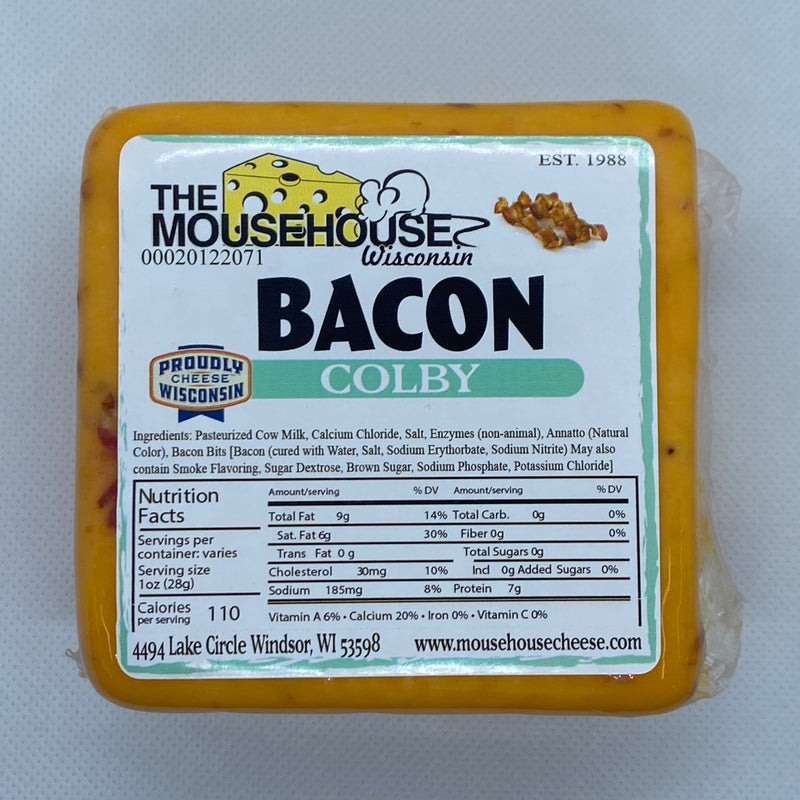 EST. 1988
THE
MOUSEHOUSE
Wisconsin
00020122071
BACON
COLBY
PROUDLY
CHEESE
WISCONSIN
Ingredients: Pasteurized Cow Milk, Calcium Chloride, Salt, Enzymes (non-animal), Annatto (Natural
Color), Bacon Bits [Bacon (cured with Water, Salt, Sodium Erythorbate, Sodium Nitrite) May also
contain Smoke Flavoring, Sugar Dextrose, Brown Sugar, Sodium Phosphate, Potassium Chloride]
Nutrition
Facts
Servings per
container: varies
Serving size
1oz (28g)
Calories
per serving 110
Amount/serving % DV Amount/serving % DV
Total Fat 9g 14% Total Carb. 0g 0%
Sat. Fat 6g 30% Fiber 0g 0%
Trans Fat 0 g Total Sugars 0g
Cholesterol 30mg 10% Incl 0g Added Sugars 0%
Sodium 185mg 8% Protein 7g
Vitamin A 6% • Calcium 20% • Iron 0% • Vitamin C 0%
4494 Lake Circle Windsor, WI 53598 www.mousehousecheese.com